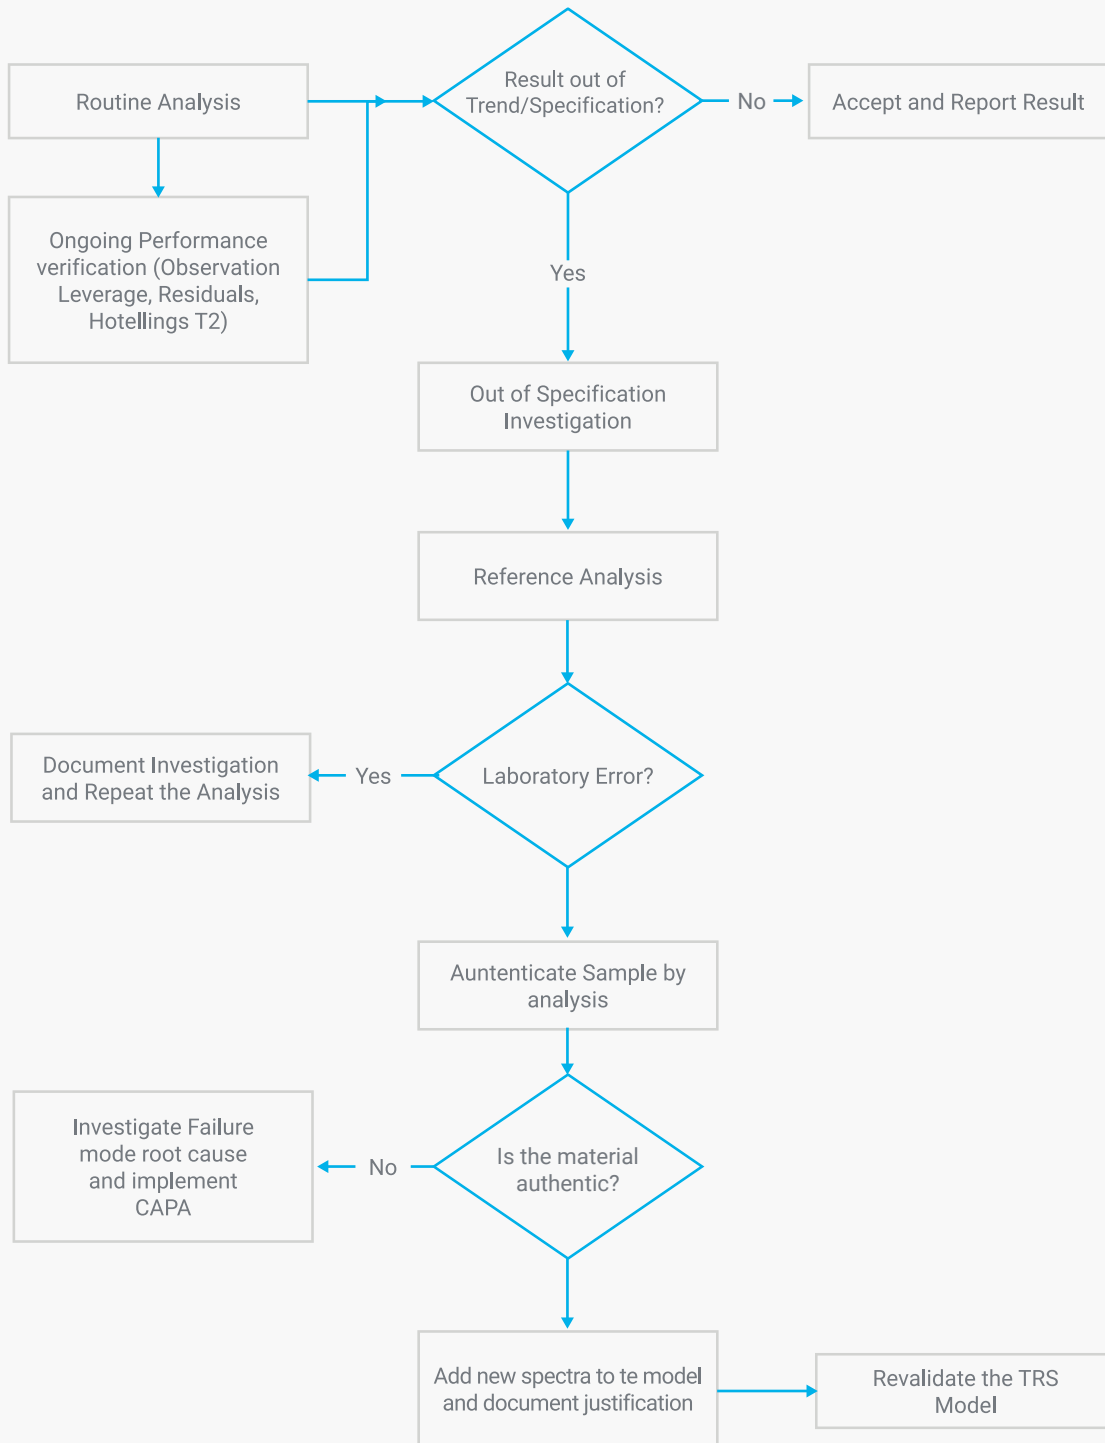 Routine Analysis
Result out of
Trend/Specification?
No
Accept and Report Result
Ongoing Performance
verification (Observation
Leverage, Residuals,
Hotellings T2)
Yes
Out of Specification
Investigation
Reference Analysis
Laboratory Error?
Yes
Document Investigation
and Repeat the Analysis
Auntenticate Sample by
analysis
Is the material
authentic?
No
Investigate Failure
mode root cause
and implement
CAPA
Add new spectra to te model
and document justification
Revalidate the TRS
Model